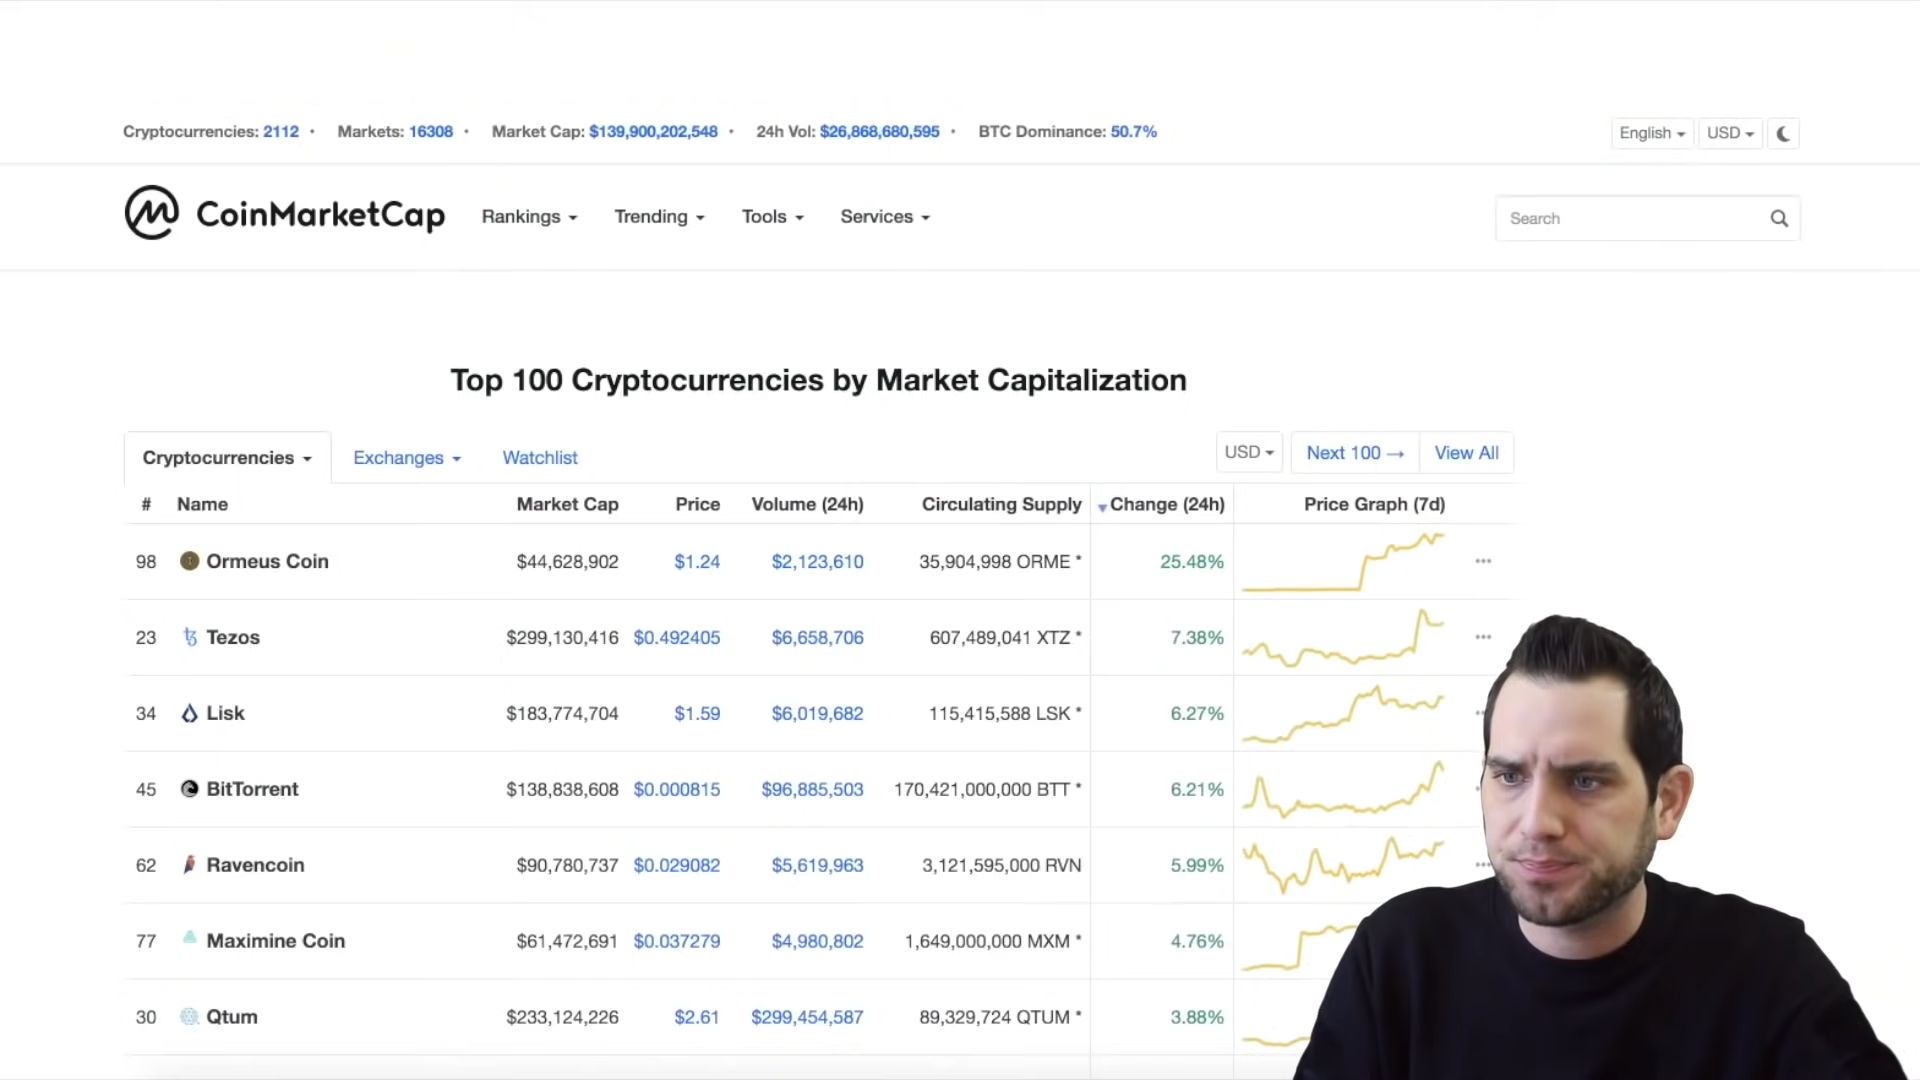 Cryptocurrencies: 2112 • Markets: 16308 • Market Cap: $139,900,202,548 • 24h Vol: $26,868,680,595 • BTC Dominance: 50.7% English USD
CoinMarketCap Rankings Trending Tools Services Search
Top 100 Cryptocurrencies by Market Capitalization
Cryptocurrencies Exchanges Watchlist USD Next 100 → View All
# Name Market Cap Price Volume (24h) Circulating Supply Change (24h) Price Graph (7d)
98 Ormeus Coin $44,628,902 $1.24 $2,123,610 35,904,998 ORME * 25.48%
23 Tezos $299,130,416 $0.492405 $6,658,706 607,489,041 XTZ * 7.38%
34 Lisk $183,774,704 $1.59 $6,019,682 115,415,588 LSK * 6.27%
45 BitTorrent $138,838,608 $0.000815 $96,885,503 170,421,000,000 BTT * 6.21%
62 Ravencoin $90,780,737 $0.029082 $5,619,963 3,121,595,000 RVN 5.99%
77 Maximine Coin $61,472,691 $0.037279 $4,980,802 1,649,000,000 MXM * 4.76%
30 Qtum $233,124,226 $2.61 $299,454,587 89,329,724 QTUM * 3.88%